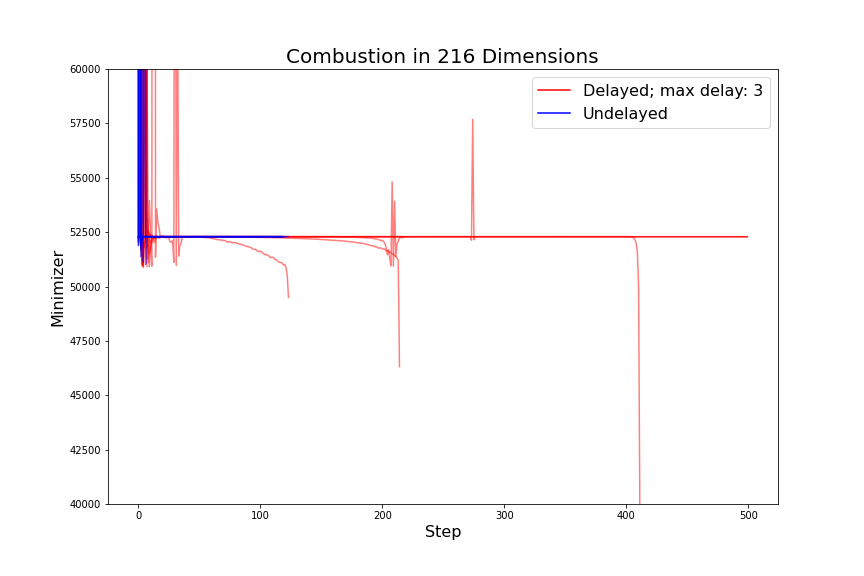 Combustion in 216 Dimensions
Delayed; max delay: 3
Undelayed
Minimizer
60000
57500
55000
52500
50000
47500
45000
42500
40000
0 100 200 300 400 500
Step